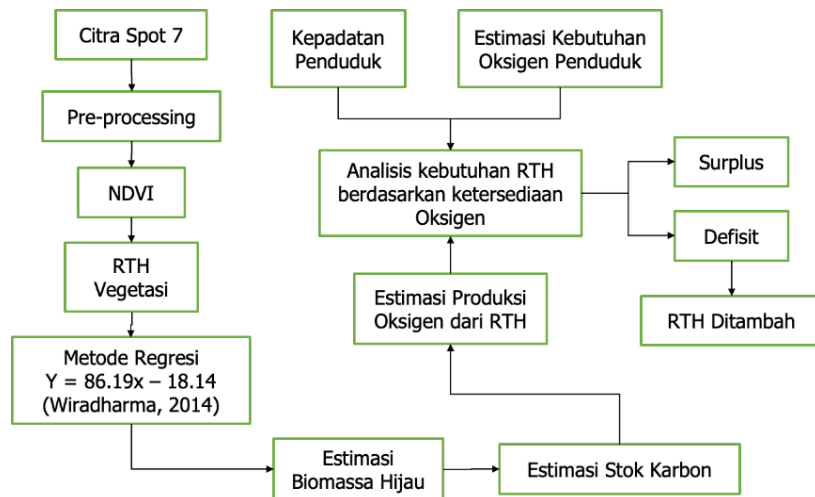 Citra Spot 7
Pre-processing
NDVI
RTH
Vegetasi
Metode Regresi
Y = 86.19x – 18.14
(Wiradharma, 2014)
Estimasi
Biomassa Hijau
Estimasi Stok Karbon
Estimasi Produksi
Oksigen dari RTH
Kepadatan
Penduduk
Estimasi Kebutuhan
Oksigen Penduduk
Analisis kebutuhan RTH
berdasarkan ketersediaan
Oksigen
Surplus
Defisit
RTH Ditambah